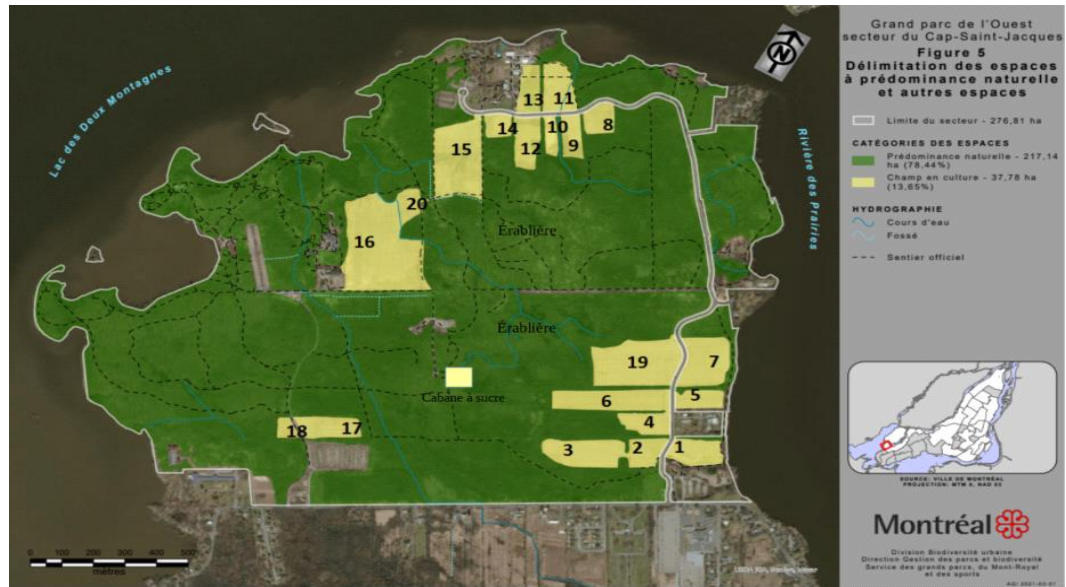 Grand parc de l'Ouest
secteur du Cap-Saint-Jacques
Figure 5
Délimitation des espaces
à prédominance naturelle
et autres espaces
Limite du secteur - 276,81 ha
CATÉGORIES DES ESPACES
Prédominance naturelle - 217,14
ha (78,44%)
Champ en culture - 37,78 ha
(13,65%)
HYDROGRAPHIE
Cours d'eau
Fossé
Sentier officiel
SOURCE: VILLE DE MONTRÉAL
PROJECTION: MTM 8, NAD 83
Montréal
Division Biodiversité urbaine
Direction Gestion des parcs et biodiversité
Service des grands parcs, du Mont-Royal
et des sports
N
Lac des Deux Montagnes
Rivière des Prairies
13
11
14
10
8
15
12
9
20
16
Érablière
Érablière
19
7
Cabane à sucre
6
5
4
18
17
3
2
1
0 100 200 300 400 500
mètres